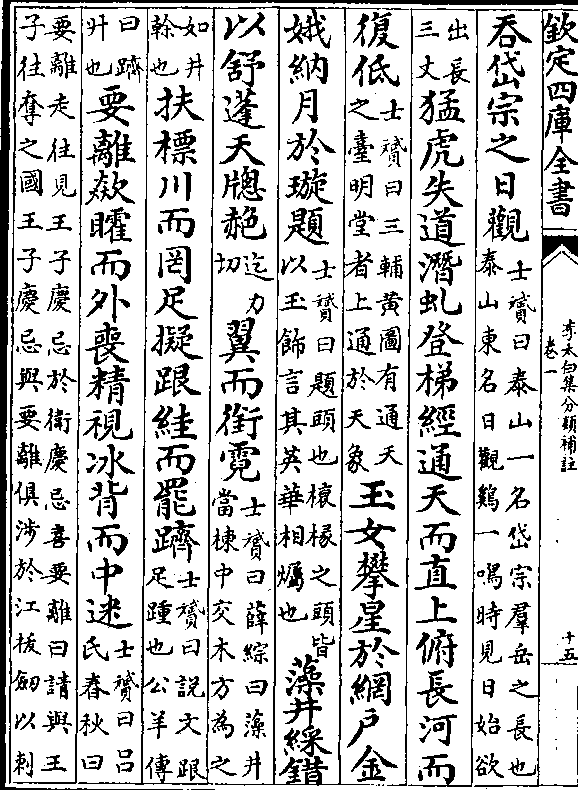 欽定四庫全書
李太白集分類補註
卷一
十五
吞岱宗之日觀士贇曰泰山一名岱宗羣岳之長也
泰山東名日觀鷄一鳴時見日始欲
出長
三丈猛虎失道潛虬登梯經通天而直上俯長河而
復低士贇曰三輔黃圖有通天
之臺明堂者上通於天象玉女攀星於網戶金
娥納月於璇題士贇曰題頭也榱椽之頭皆
以玉飾言其英華相爥也藻井綵錯
以舒蓬天牎赩迄力
切翼而銜霓士贇曰薛綜曰藻井
當棟中交木方為之
如井
榦也扶標川而罔足擬跟絓而罷躋士贇曰說文跟
足踵也公羊傳
曰躋
升也要離欻矐而外喪精視冰背而中迷士贇曰吕
氏春秋曰
要離走往見王子慶忌於衛慶忌喜要離曰請與王
子往奪之國王子慶忌與要離俱涉於江拔劒以刺